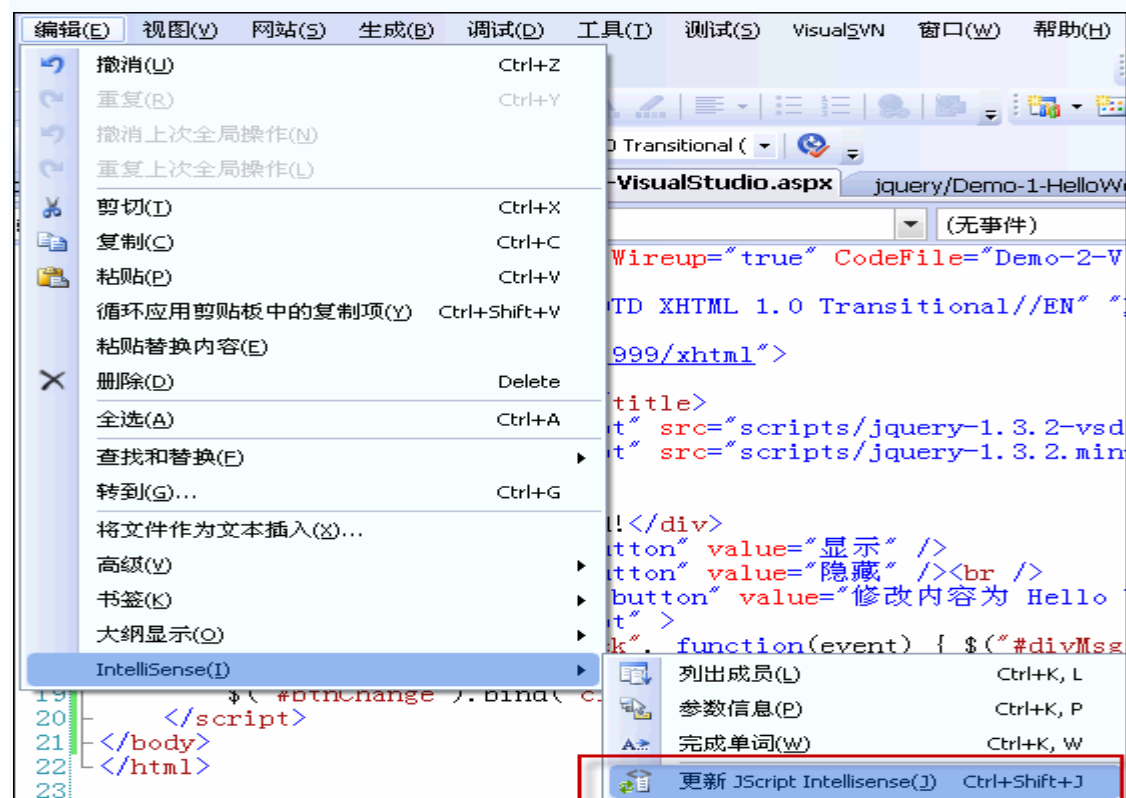 编辑(E) 视图(V) 网站(S) 生成(B) 调试(D) 工具(T) 测试(S) VisualSVN 窗口(W) 帮助(H)
撤消(U) Ctrl+Z
重复(R) Ctrl+Y
撤消上次全局操作(N)
重复上次全局操作(L)
剪切(T) Ctrl+X
复制(C) Ctrl+C
粘贴(P) Ctrl+V
循环应用剪贴板中的复制项(Y) Ctrl+Shift+V
粘贴替换内容(E)
删除(D) Delete
全选(A) Ctrl+A
查找和替换(F)
转到(G)... Ctrl+G
将文件作为文本插入(X)...
高级(V)
书签(K)
大纲显示(O)
IntelliSense(I)
Transitional (
-VisualStudio.aspx jquery/Demo-1-HelloWo
(无事件)
Wireup="true" CodeFile="Demo-2-V
TD XHTML 1.0 Transitional//EN" "
999/xhtml">
title>
t" src="scripts/jquery-1.3.2-vsd
t" src="scripts/jquery-1.3.2.min
!</div>
utton" value="显示" />
utton" value="隐藏" /><br />
button" value="修改内容为 Hello
t" >
k", function(event) { $("#divMsg
列出成员(L) Ctrl+K, L
参数信息(P) Ctrl+K, P
完成单词(W) Ctrl+K, W
更新 JScript Intellisense(J) Ctrl+Shift+J
19 $("#btnChange").bind("c
20 </script>
21 </body>
22 </html>
23